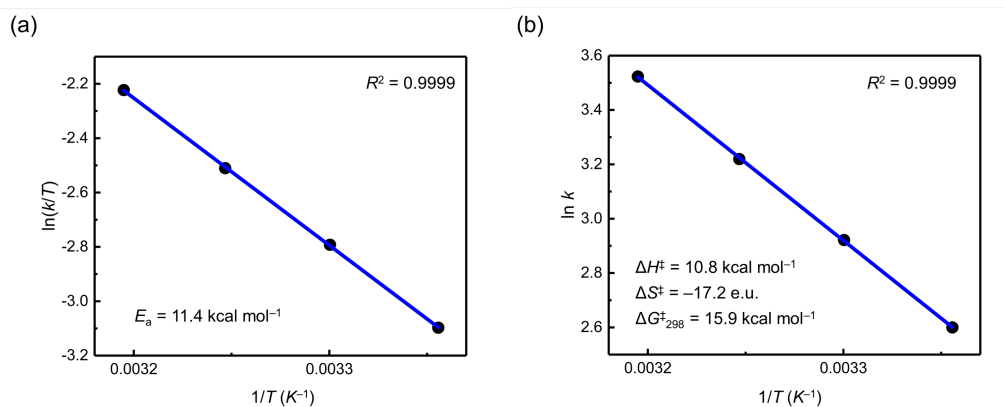 (a)
R² = 0.9999
-2.2
-2.4
-2.6
-2.8
-3.0
-3.2
ln(k/T)
Eₐ = 11.4 kcal mol⁻¹
0.0032
0.0033
1/T (K⁻¹)
(b)
R² = 0.9999
3.6
3.4
3.2
3.0
2.8
2.6
ln k
ΔH‡ = 10.8 kcal mol⁻¹
ΔS‡ = –17.2 e.u.
ΔG‡₂₉₈ = 15.9 kcal mol⁻¹
0.0032
0.0033
1/T (K⁻¹)